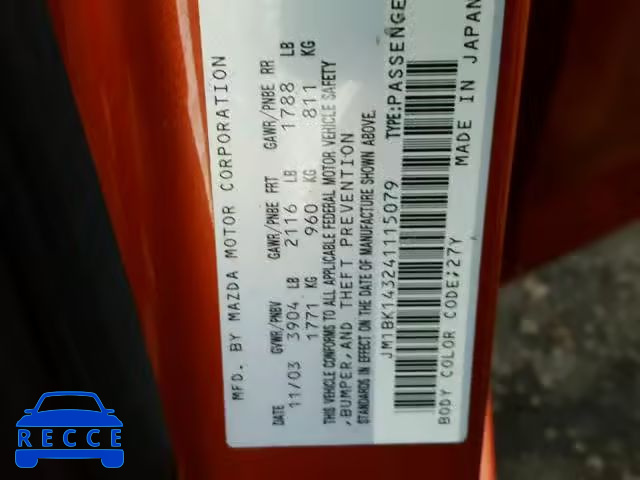 MFD. BY MAZDA MOTOR CORPORATION
DATE GVWR/PNBV GAWR/PNBE FRT GAWR/PNBE RR
11/03 3904 LB 2116 LB 1788 LB
1771 KG 960 KG 811 KG
THIS VEHICLE CONFORMS TO ALL APPLICABLE FEDERAL MOTOR VEHICLE SAFETY
,BUMPER,AND THEFT PREVENTION
STANDARDS IN EFFECT ON THE DATE OF MANUFACTURE SHOWN ABOVE.
JM1BK143241115079 TYPE:PASSENGE
BODY COLOR CODE;27Y MADE IN JAPAN
RECCE